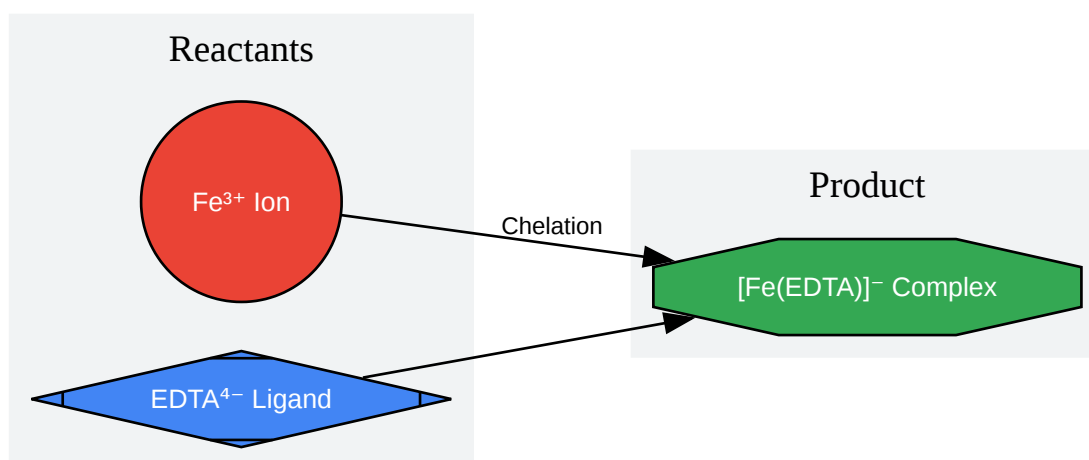 Reactants
Fe³⁺ Ion
EDTA⁴⁻ Ligand
Chelation
Product
[Fe(EDTA)]⁻ Complex